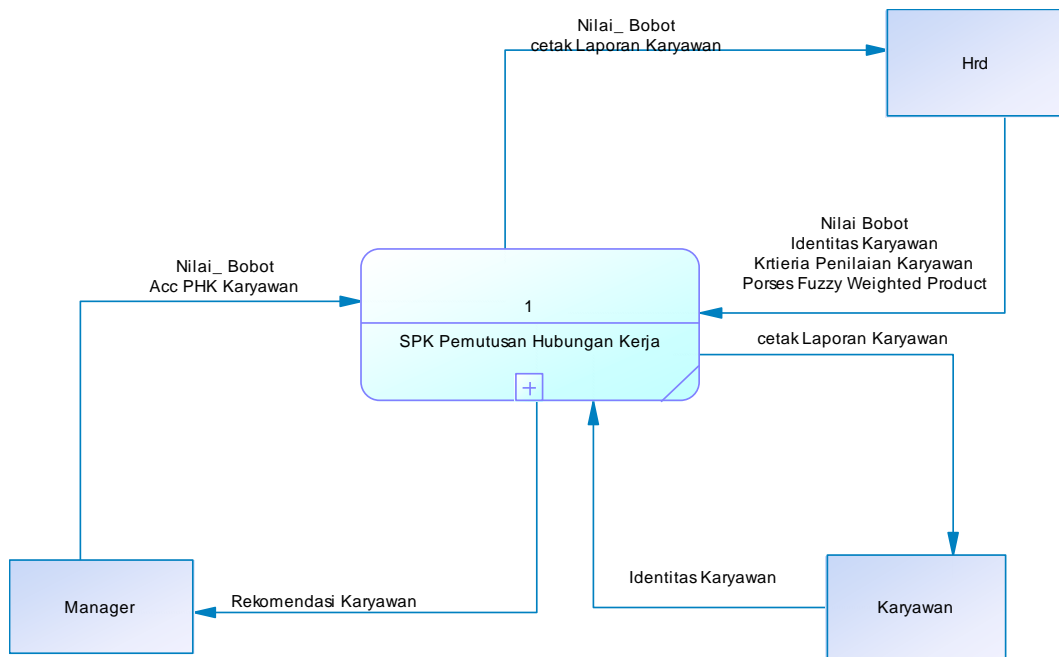 Nilai_ Bobot
cetak Laporan Karyawan
Hrd
Nilai Bobot
Identitas Karyawan
Krtieria Penilaian Karyawan
Porses Fuzzy Weighted Product
Nilai_ Bobot
Acc PHK Karyawan
1
SPK Pemutusan Hubungan Kerja
+
cetak Laporan Karyawan
Identitas Karyawan
Rekomendasi Karyawan
Manager
Karyawan